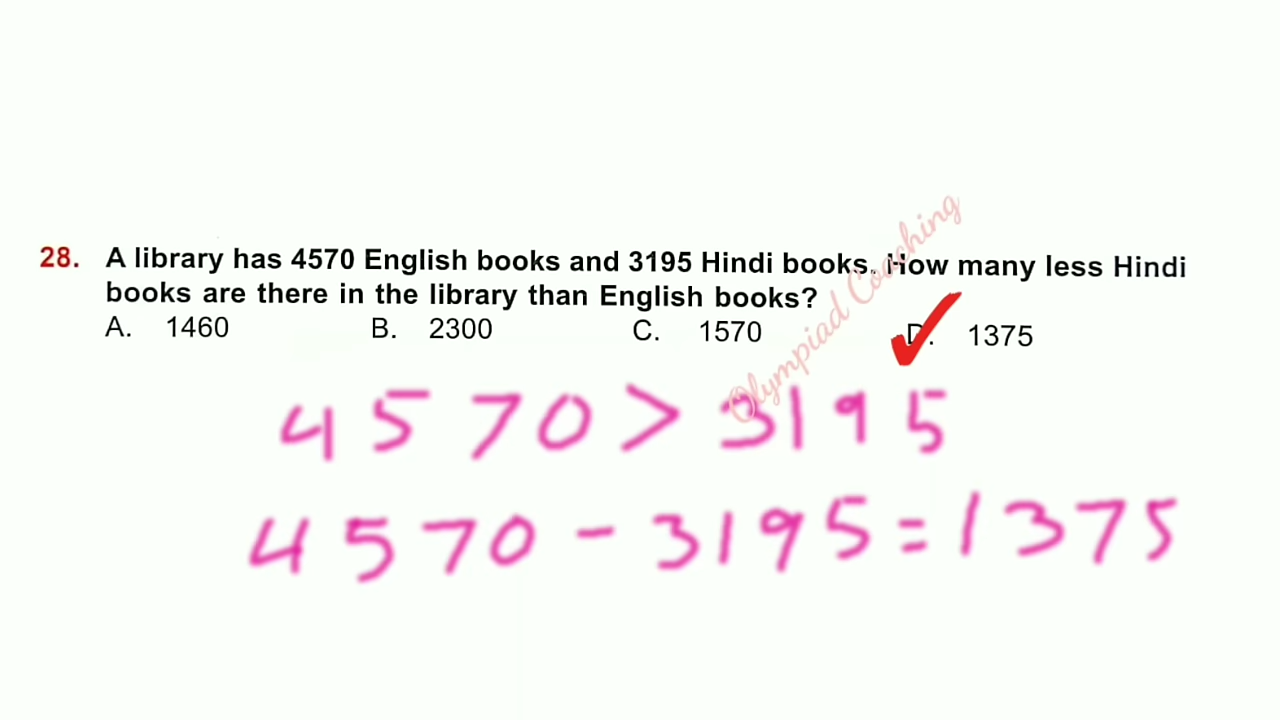 28. A library has 4570 English books and 3195 Hindi books. How many less Hindi
books are there in the library than English books?
A. 1460 B. 2300 C. 1570 D. 1375
4570 > 3195
4570 - 3195 = 1375
Olympiad Coaching